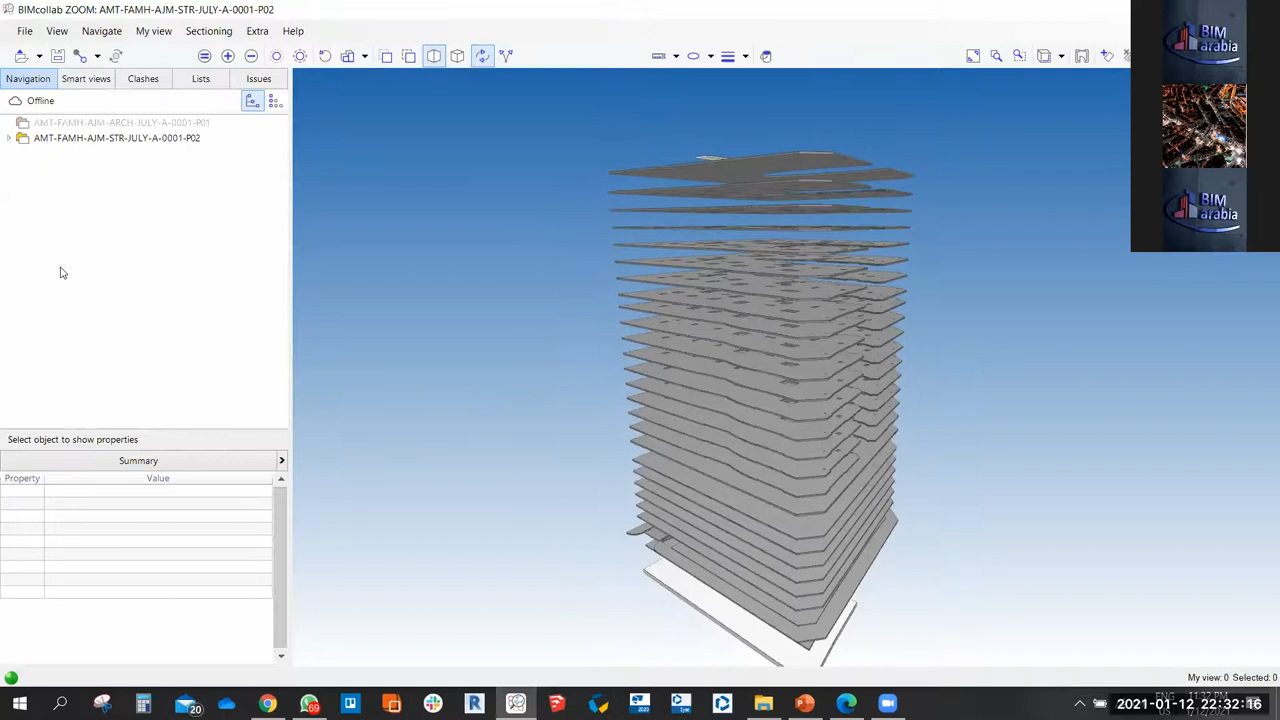 BIMcollab ZOOM: AMT-FAMH-AJM-STR-JULY-A-0001-P02
File View Navigate My view Sectioning Extra Help
Navigation Smart views Clashes Lists Issues
Offline
AMT-FAMH-AJM-ARCH-JULY-A-0001-P01
AMT-FAMH-AJM-STR-JULY-A-0001-P02
Select object to show properties
Summary
Property Value
BIM
arabia
BIM
arabia
My view: 0 Selected: 0
20
69
2021-01-12 22:32:16